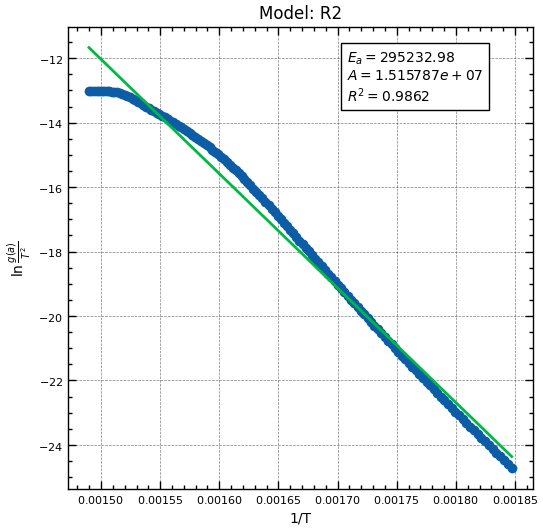 Model: R2
E_a = 295232.98
A = 1.515787e + 07
R^2 = 0.9862
−12
−14
−16
−18
−20
−22
−24
ln g(a)/T^2
0.00150 0.00155 0.00160 0.00165 0.00170 0.00175 0.00180 0.00185
1/T